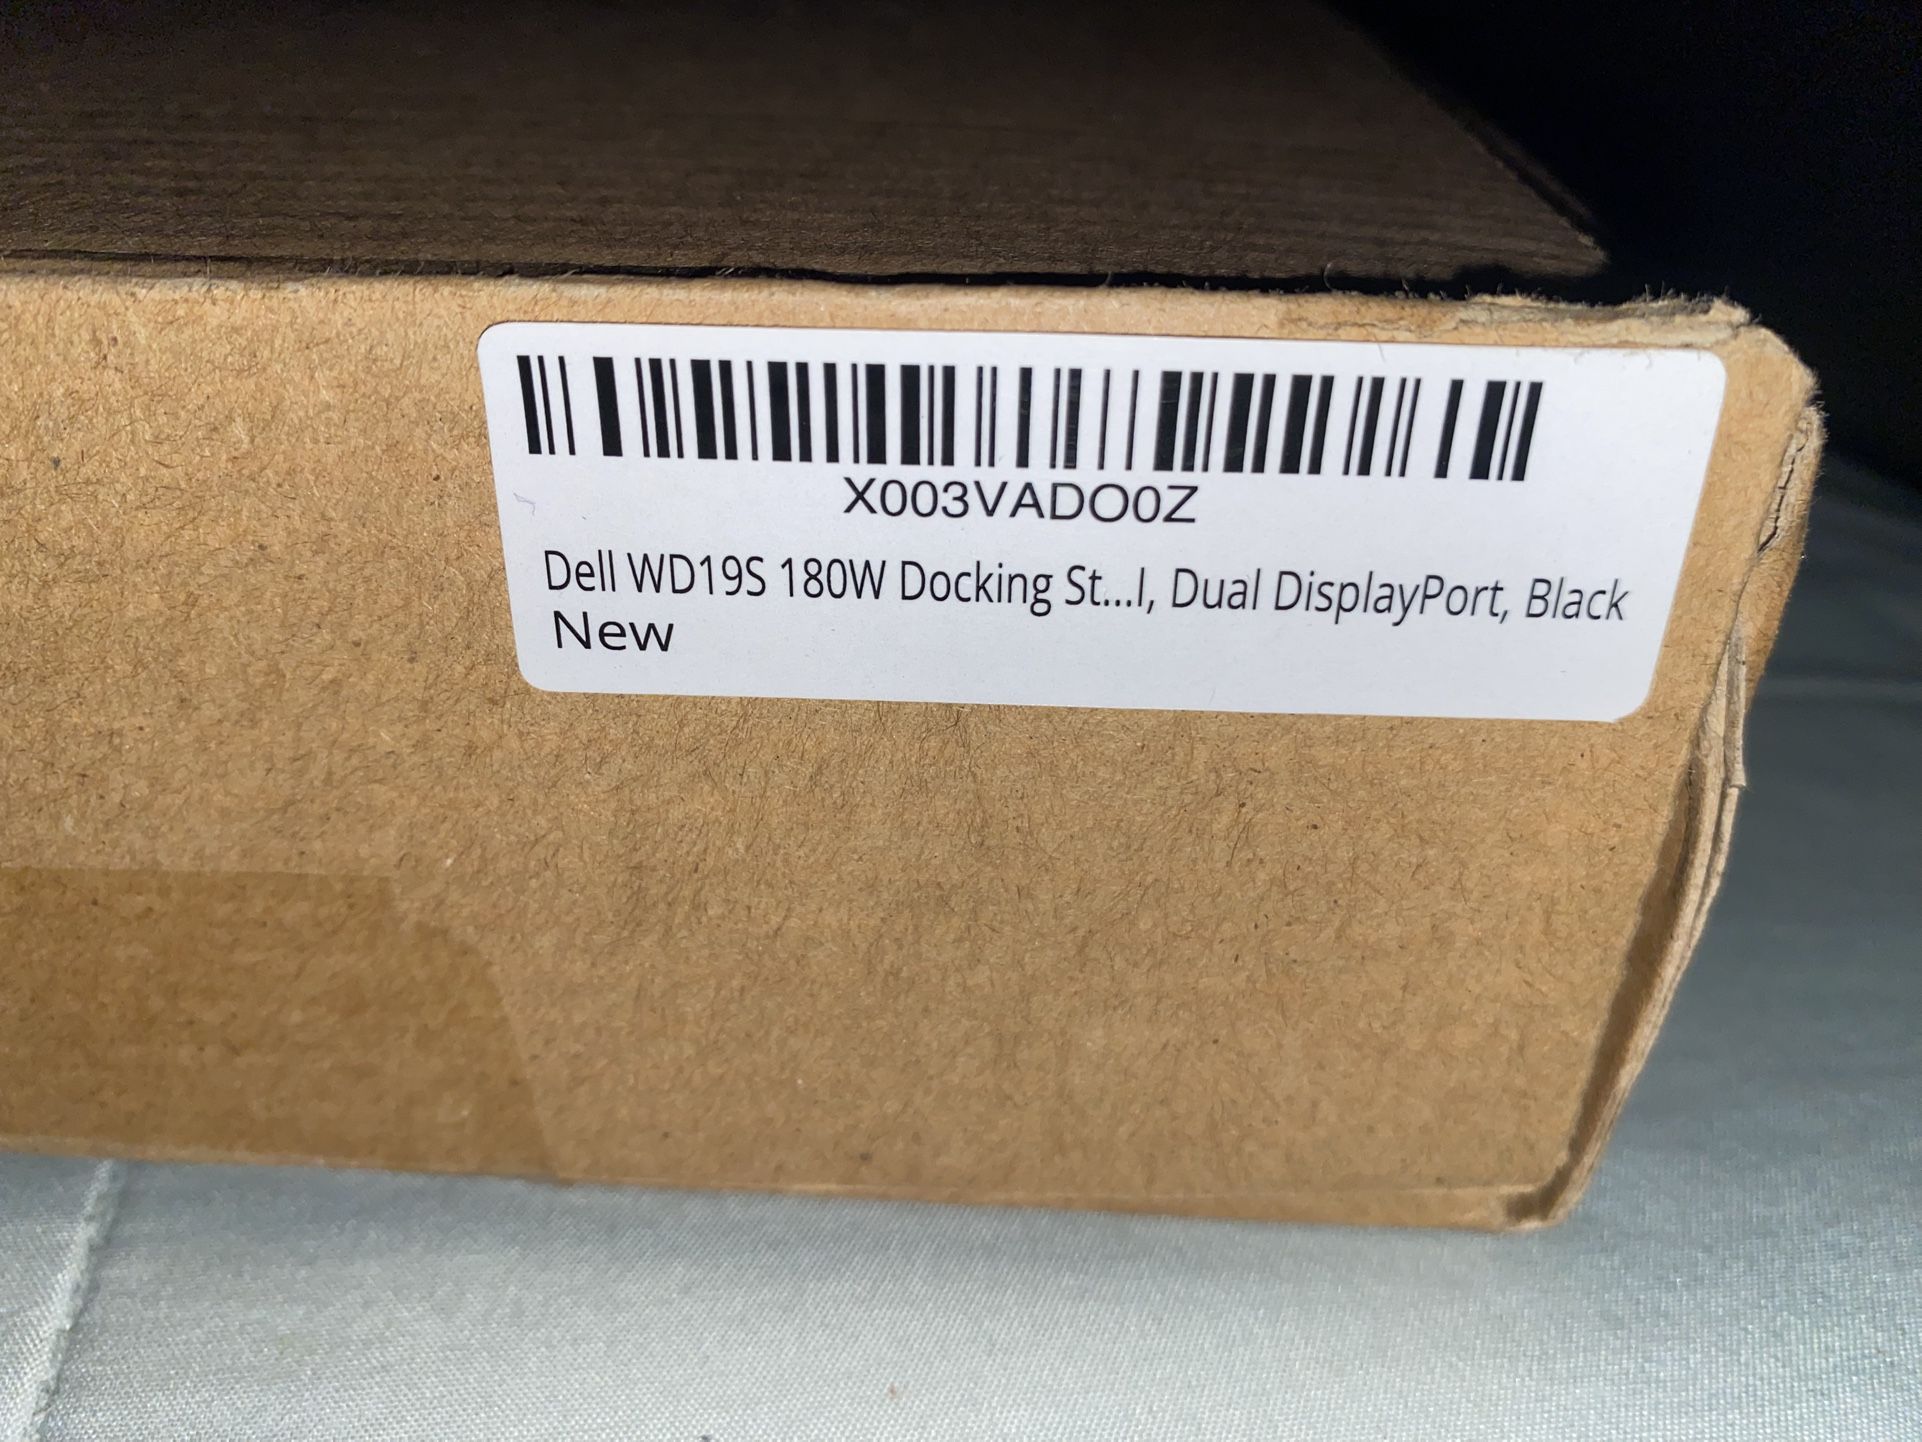 X003VADO0Z
Dell WD19S 180W Docking St...I, Dual DisplayPort, Black
New